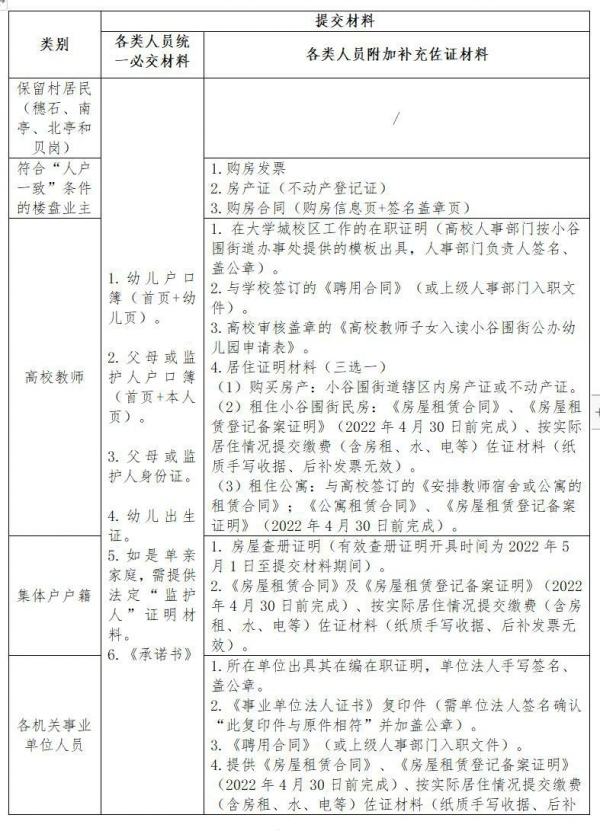 类别
提交材料
各类人员统
一必交材料
各类人员附加补充佐证材料
保留村居民
（穗石、南
亭、北亭和
贝岗）
/
符合“人户
一致”条件
的楼盘业主
1.购房发票
2.房产证（不动产登记证）
3.购房合同（购房信息页+签名盖章页）
1.幼儿户口
簿（首页+幼
儿页）。
2.父母或监
护人户口簿
（首页+本人
页）。
3.父母或监
护人身份证。
4.幼儿出生
证。
5.如是单亲
家庭,需提供
法定“监护
人”证明材
料。
6.《承诺书》
高校教师
1. 在大学城校区工作的在职证明（高校人事部门按小谷
围街道办事处提供的模板出具，人事部门负责人签名、
盖公章）。
2.与学校签订的《聘用合同》（或上级人事部门入职文
件）。
3.高校审核盖章的《高校教师子女入读小谷围街公办幼
儿园申请表》。
4.居住证明材料（三选一）
（1）购买房产：小谷围街道辖区内房产证或不动产证。
（2）租住小谷围街民房：《房屋租赁合同》、《房屋租
赁登记备案证明》（2022年4月30日前完成）、按实际
居住情况提交缴费（含房租、水、电等）佐证材料（纸
质手写收据、后补发票无效）。
（3）租住公寓：与高校签订的《安排教师宿舍或公寓的
租赁合同》；《公寓租赁合同》、《房屋租赁登记备案
证明》（2022年4月30日前完成）。
集体户户籍
1. 房屋查册证明（有效查册证明开具时间为2022年5
月1日至提交材料期间）。
2.《房屋租赁合同》及《房屋租赁登记备案证明》（2022
年4月30日前完成）、按实际居住情况提交缴费（含房
租、水、电等）佐证材料（纸质手写收据、后补发票无
效）。
各机关事业
单位人员
1.所在单位出具其在编在职证明，单位法人手写签名、
盖公章。
2.《事业单位法人证书》复印件（需单位法人签名确认
“此复印件与原件相符”并加盖公章）。
3.《聘用合同》（或上级人事部门入职文件）。
4.提供《房屋租赁合同》、《房屋租赁登记备案证明》
（2022年4月30日前完成）、按实际居住情况提交缴费
（含房租、水、电等）佐证材料（纸质手写收据、后补